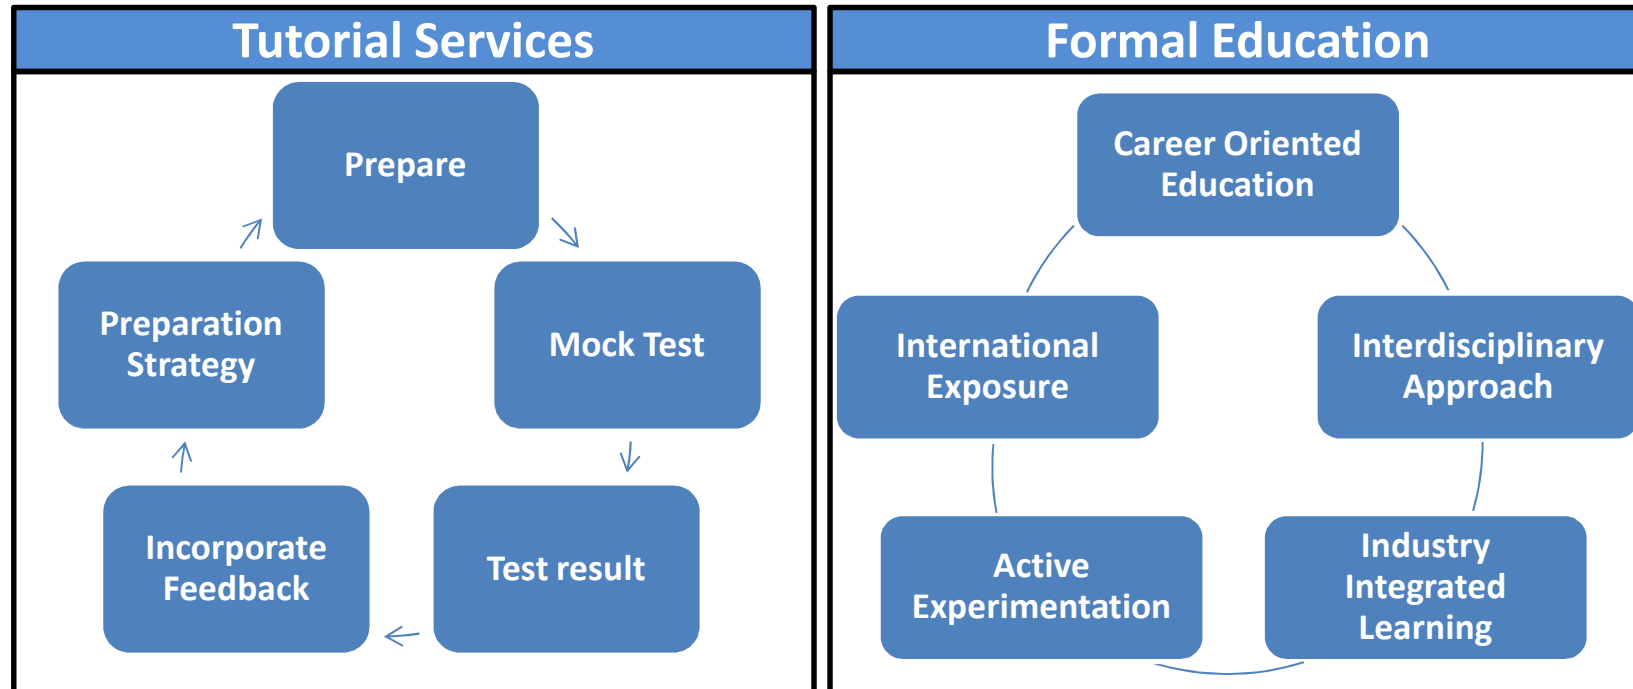 Tutorial Services
Prepare
Mock Test
Test result
Incorporate
Feedback
Preparation
Strategy
Formal Education
Career Oriented
Education
Interdisciplinary
Approach
Industry
Integrated
Learning
Active
Experimentation
International
Exposure